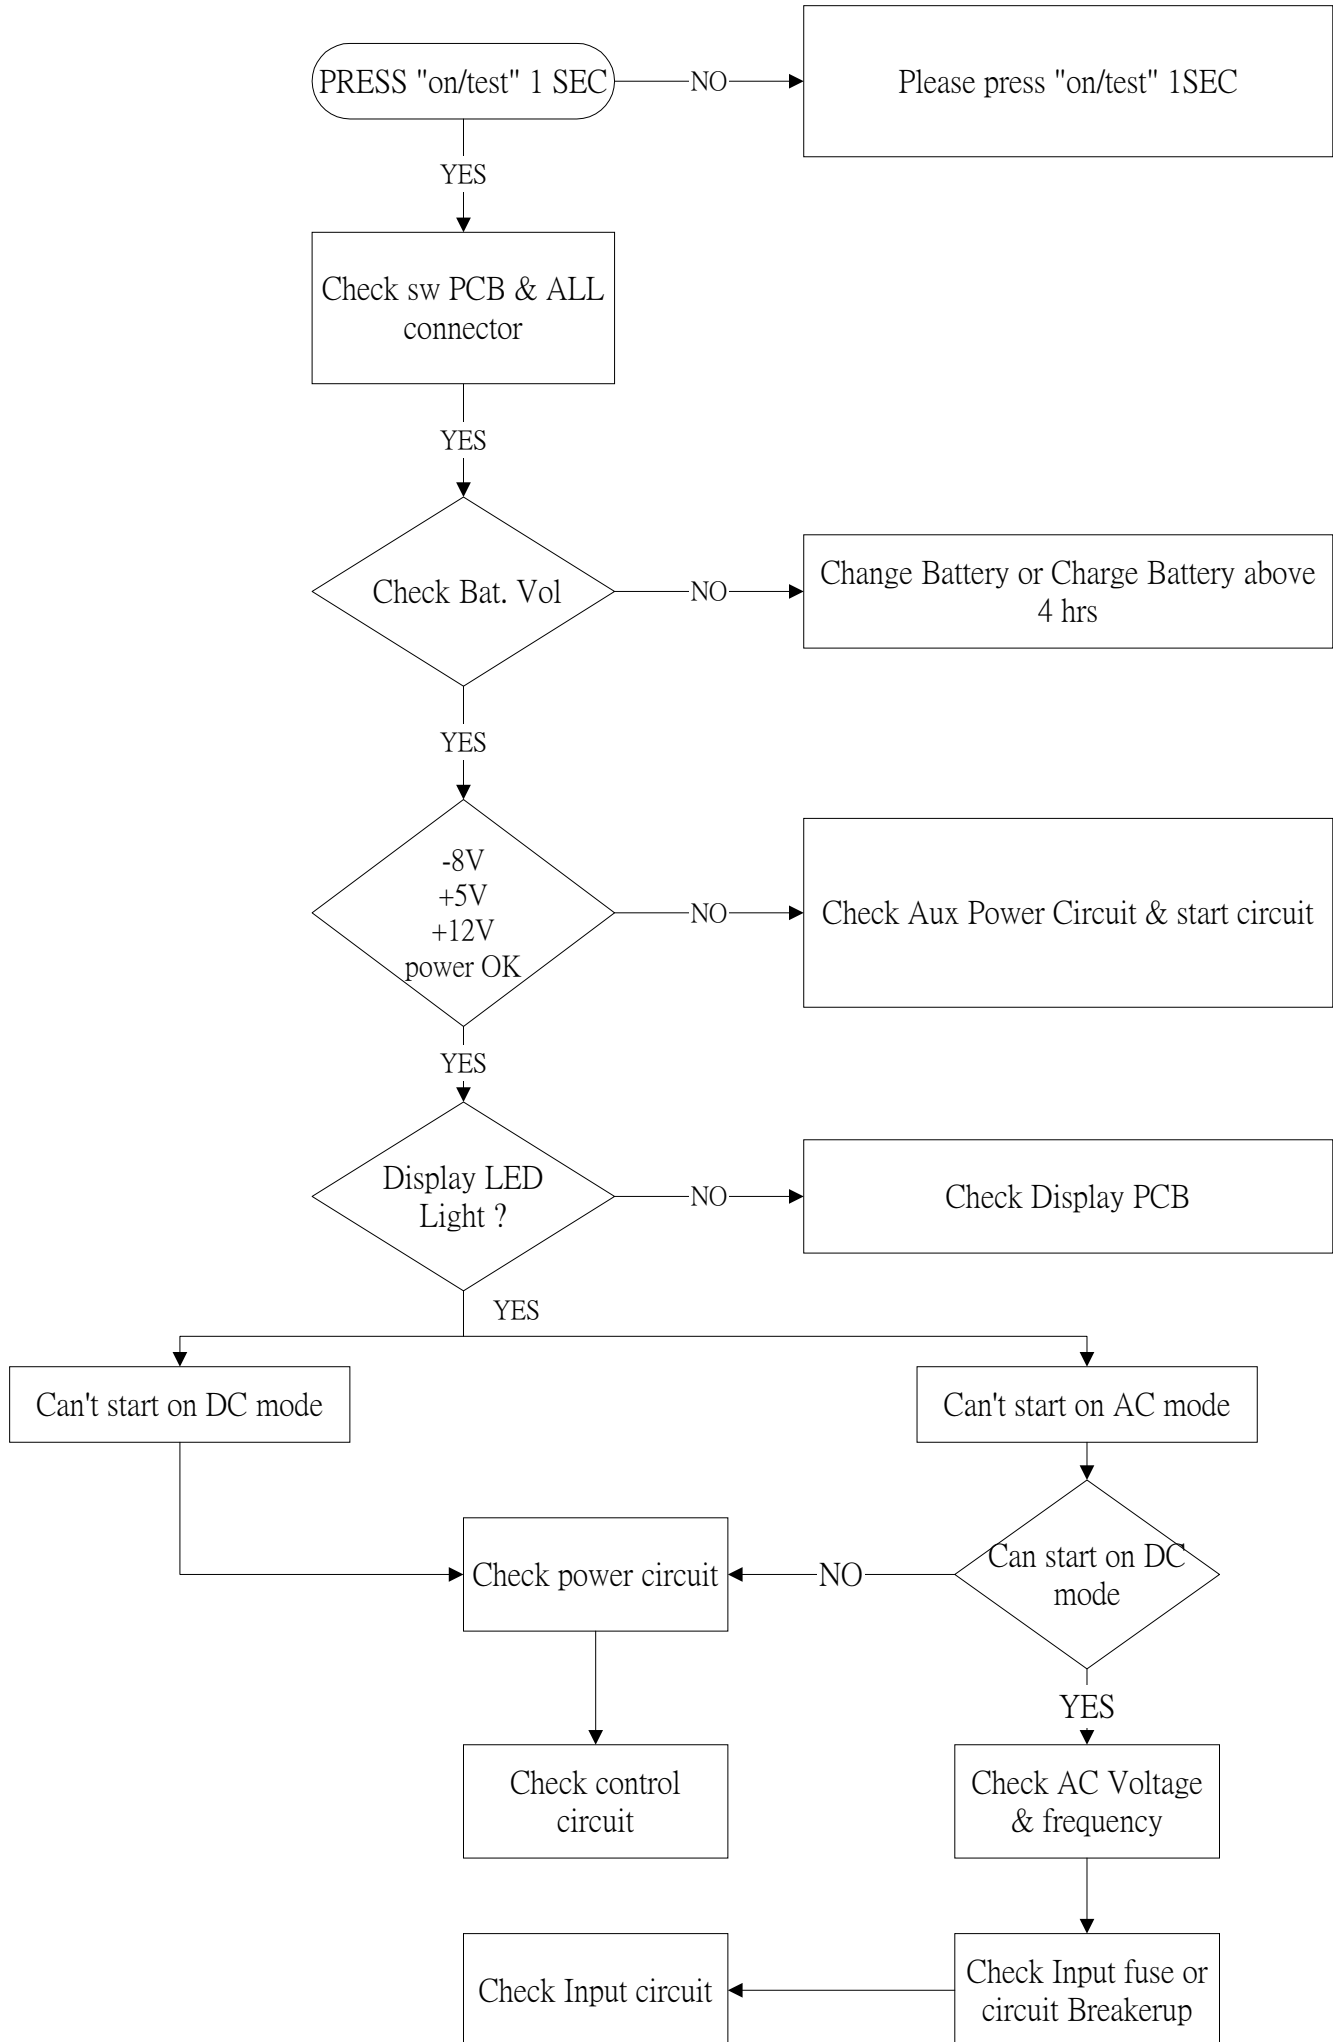 PRESS "on/test" 1 SEC
NO
Please press "on/test" 1SEC
YES
Check sw PCB & ALL
connector
YES
Check Bat. Vol
NO
Change Battery or Charge Battery above
4 hrs
YES
-8V
+5V
+12V
power OK
NO
Check Aux Power Circuit & start circuit
YES
Display LED
Light ?
NO
Check Display PCB
YES
Can't start on DC mode
Can't start on AC mode
Check power circuit
NO
Can start on DC
mode
YES
Check control
circuit
Check AC Voltage
& frequency
Check Input circuit
Check Input fuse or
circuit Breakerup